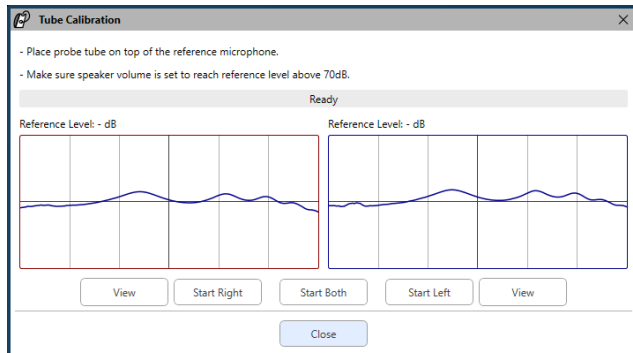 Tube Calibration
- Place probe tube on top of the reference microphone.
- Make sure speaker volume is set to reach reference level above 70dB.
Ready
Reference Level: - dB
Reference Level: - dB
View
Start Right
Start Both
Start Left
View
Close